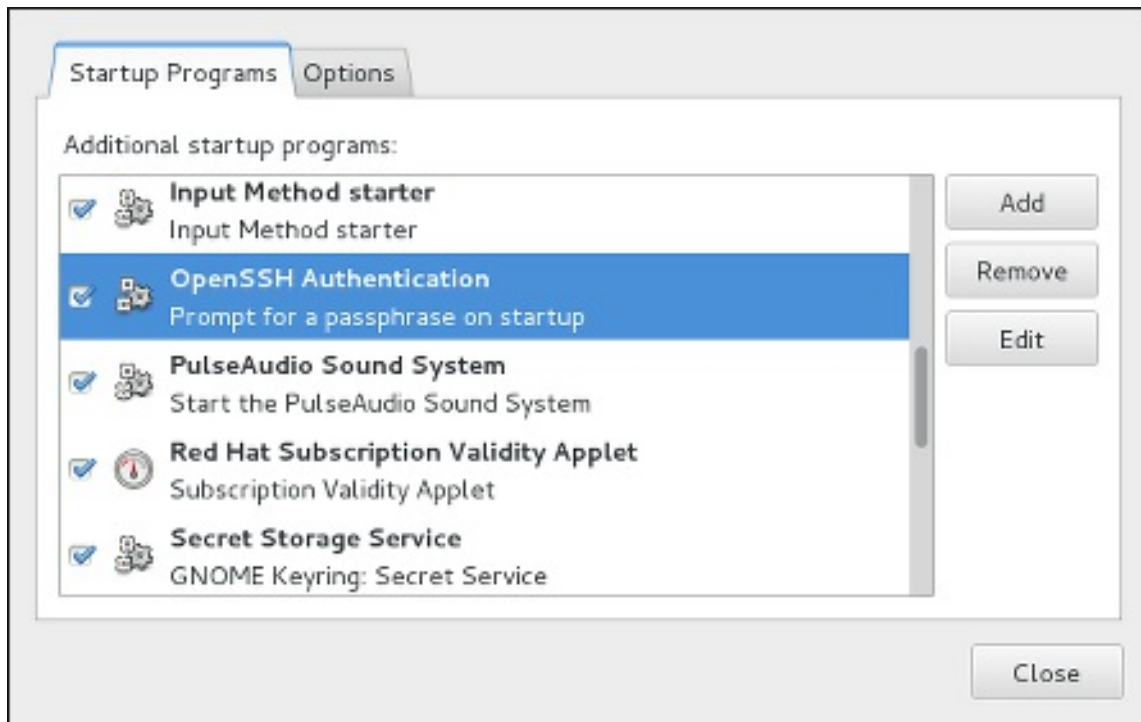 Startup Programs
Options
Additional startup programs:
Input Method starter
Input Method starter
OpenSSH Authentication
Prompt for a passphrase on startup
PulseAudio Sound System
Start the PulseAudio Sound System
Red Hat Subscription Validity Applet
Subscription Validity Applet
Secret Storage Service
GNOME Keyring: Secret Service
Add
Remove
Edit
Close